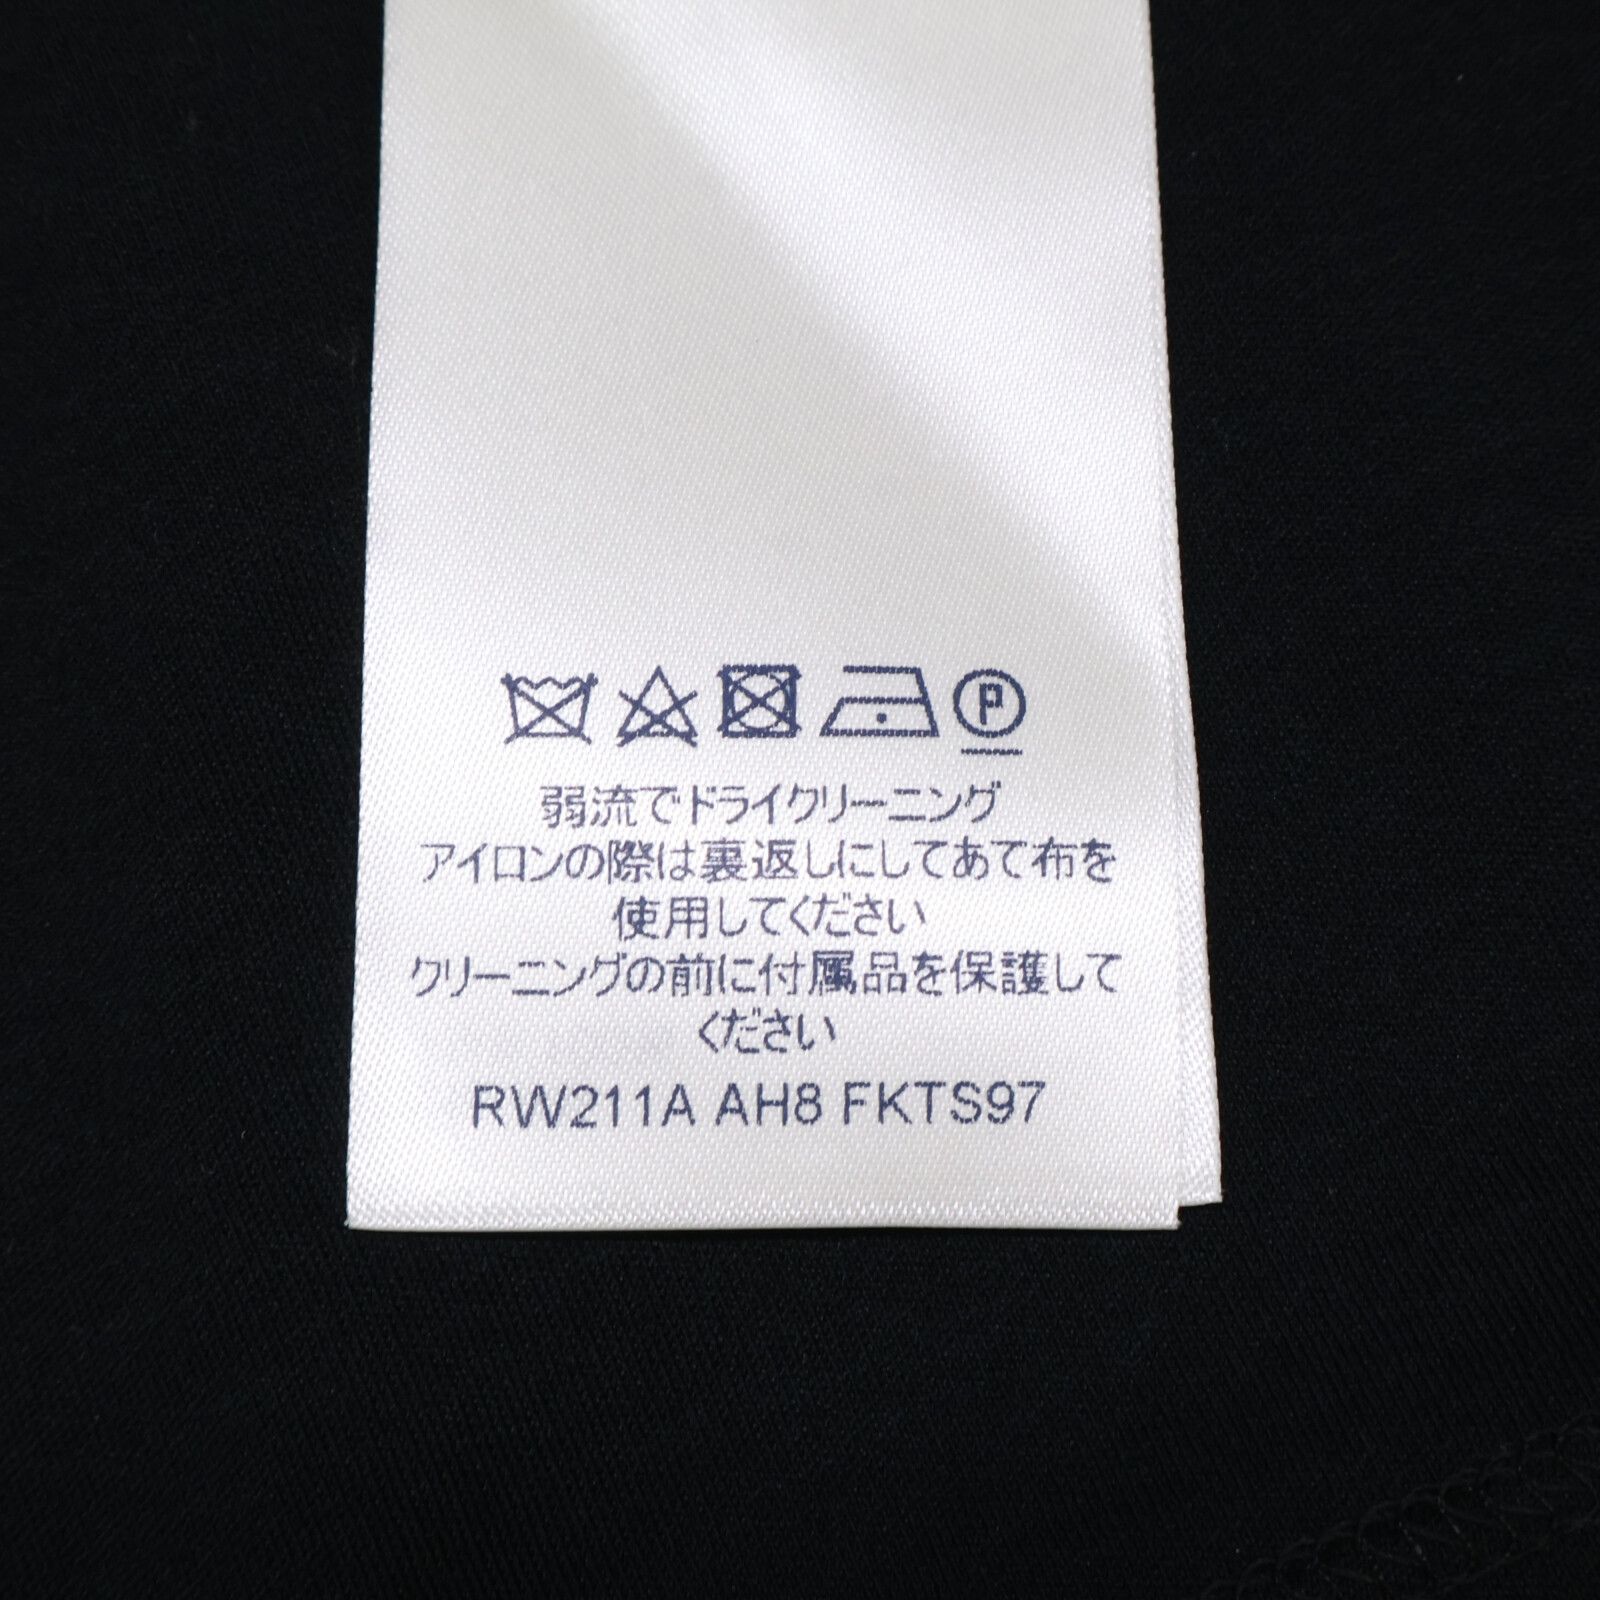 P
弱流でドライクリーニング
アイロンの際は裏返しにしてあて布を
使用してください
クリーニングの前に付属品を保護して
ください
RW211A AH8 FKTS97